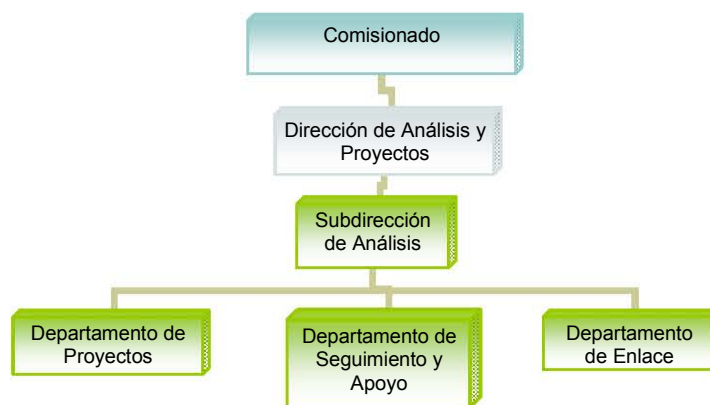 Comisionado
Dirección de Análisis y
Proyectos
Subdirección
de Análisis
Departamento de
Proyectos
Departamento de
Seguimiento y
Apoyo
Departamento
de Enlace